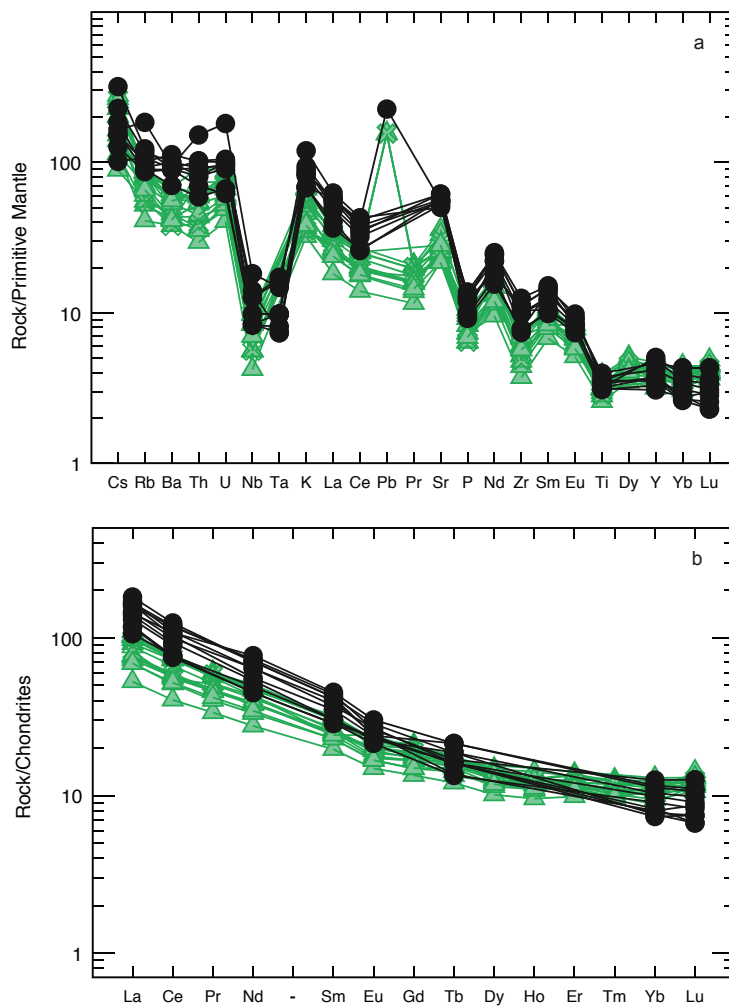 a
100
10
1
Rock/Primitive Mantle
Cs Rb Ba Th U Nb Ta K La Ce Pb Pr Sr P Nd Zr Sm Eu Ti Dy Y Yb Lu
b
100
10
1
Rock/Chondrites
La Ce Pr Nd - Sm Eu Gd Tb Dy Ho Er Tm Yb Lu